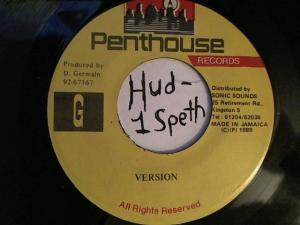 Penthouse
RECORDS
Produced by
D. Germain
92-67167
G
Hud-
1 Speth
Distributed by
SONIC SOUNDS
25 Retirement Rd.,
Kingston 5
Tel: 61204/62036
MADE IN JAMAICA
(C)(P) 1989
VERSION
All Rights Reserved